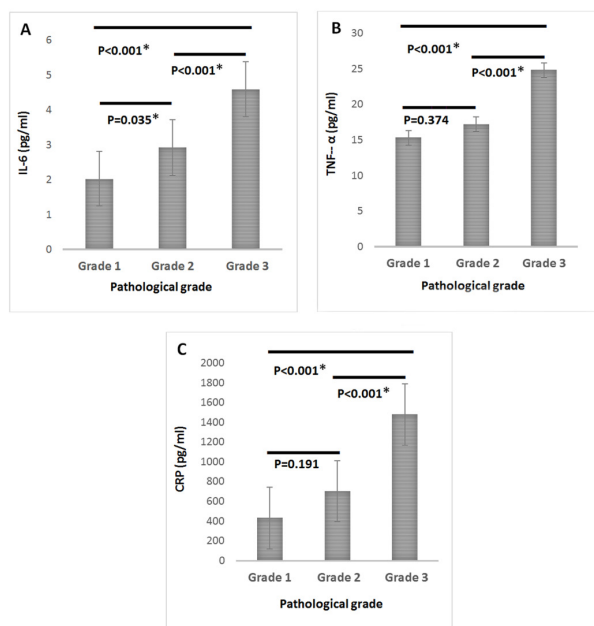 A
6
5
4
3
2
1
0
IL-6 (pg/ml)
P<0.001*
P<0.001*
P=0.035*
Grade 1 Grade 2 Grade 3
Pathological grade
B
30
25
20
15
10
5
0
TNF-- α (pg/ml)
P<0.001*
P<0.001*
P=0.374
Grade 1 Grade 2 Grade 3
Pathological grade
C
2000
1800
1600
1400
1200
1000
800
600
400
200
0
CRP (pg/ml)
P<0.001*
P<0.001*
P=0.191
Grade 1 Grade 2 Grade 3
Pathological grade